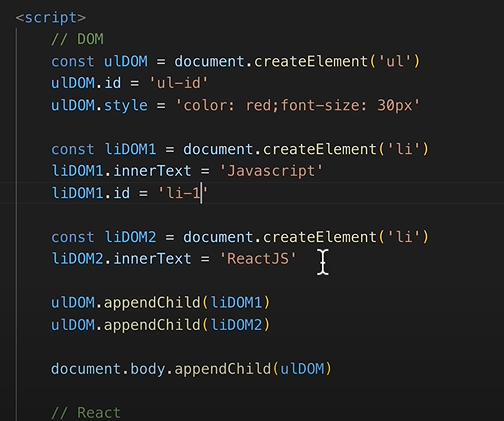 <script>
// DOM
const ulDOM = document.createElement('ul')
ulDOM.id = 'ul-id'
ulDOM.style = 'color: red;font-size: 30px'
const liDOM1 = document.createElement('li')
liDOM1.innerText = 'Javascript'
liDOM1.id = 'li-1'
const liDOM2 = document.createElement('li')
liDOM2.innerText = 'ReactJS'
ulDOM.appendChild(liDOM1)
ulDOM.appendChild(liDOM2)
document.body.appendChild(ulDOM)
// React